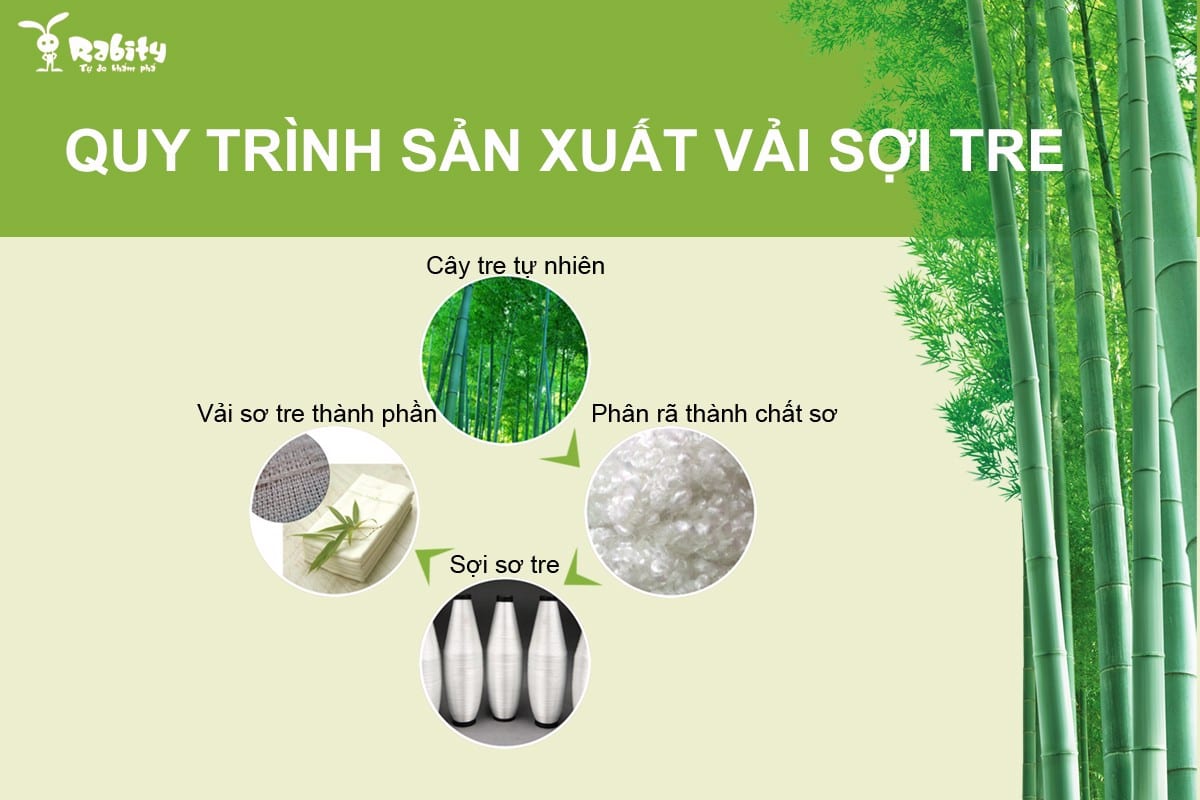 Rabity
Tự do khám phá
QUY TRÌNH SẢN XUẤT VẢI SỢI TRE
Cây tre tự nhiên
Vải sơ tre thành phần
Phân rã thành chất sơ
Sợi sơ tre